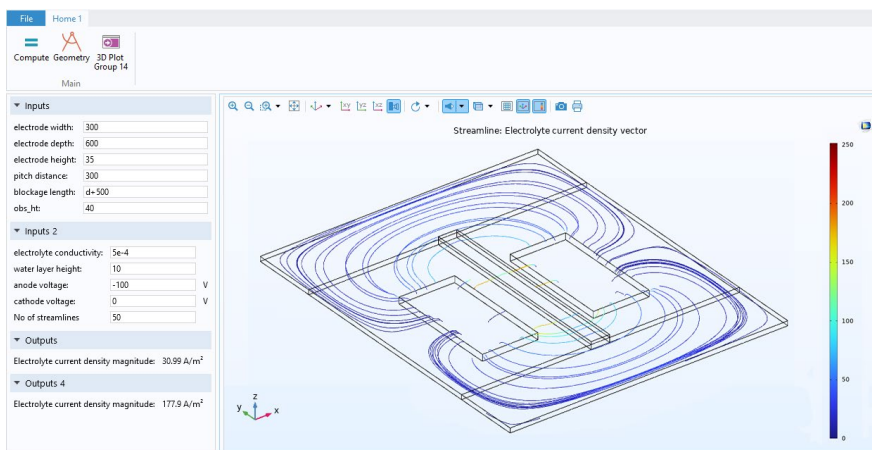 File Home 1
Compute Geometry 3D Plot
Group 14
Main
Inputs
electrode width: 300
electrode depth: 600
electrode height: 35
pitch distance: 300
blockage length: d+500
obs_ht: 40
Inputs 2
electrolyte conductivity: 5e-4
water layer height: 10
anode voltage: -100 V
cathode voltage: 0 V
No of streamlines 50
Outputs
Electrolyte current density magnitude: 30.99 A/m²
Outputs 4
Electrolyte current density magnitude: 177.9 A/m²
xy yz xz
Streamline: Electrolyte current density vector
250
200
150
100
50
0
z
y
x